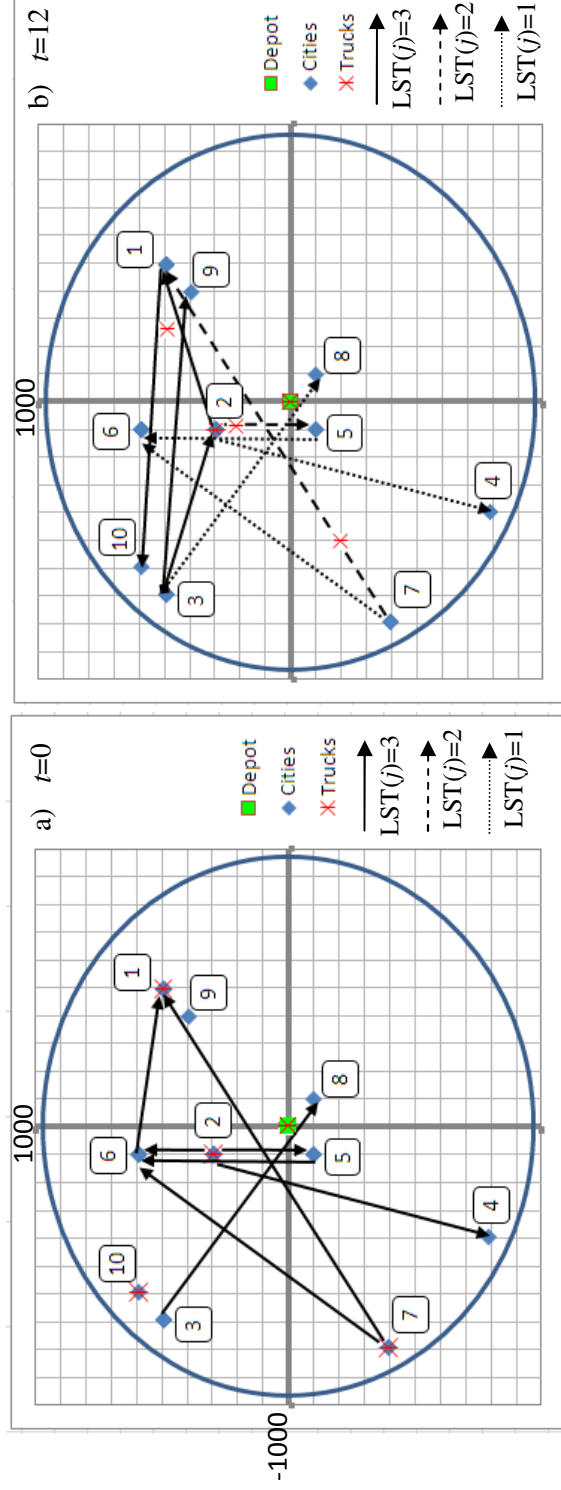 a) t=0
1000
-1000
10
6
1
3
2
9
5
8
7
4
Depot
Cities
Trucks
LST(j)=3
LST(j)=2
LST(j)=1
b) t=12
1000
10
6
1
3
2
9
5
8
7
4
Depot
Cities
Trucks
LST(j)=3
LST(j)=2
LST(j)=1